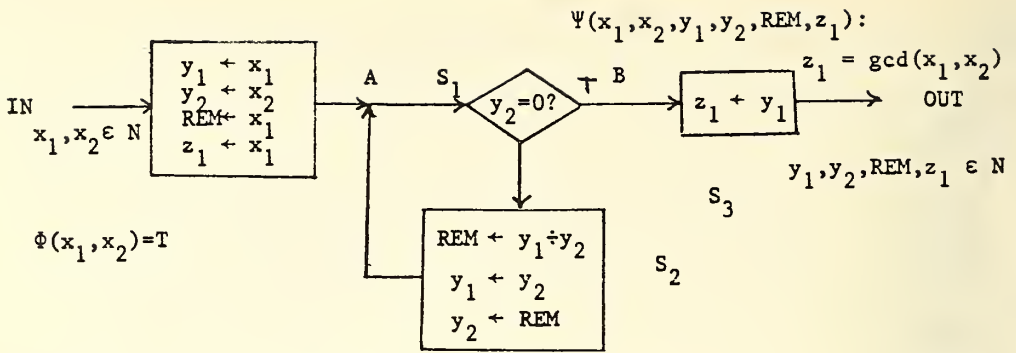 Ψ(x₁,x₂,y₁,y₂,REM,z₁):
z₁ = gcd(x₁,x₂)
OUT
y₁,y₂,REM,z₁ ε N
IN
x₁,x₂ε N
y₁ ← x₁
y₂ ← x₂
REM← x₁
z₁ ← x₁
A
S₁
y₂=0?
T
B
z₁ ← y₁
S₃
Φ(x₁,x₂)=T
REM ← y₁÷y₂
y₁ ← y₂
y₂ ← REM
S₂